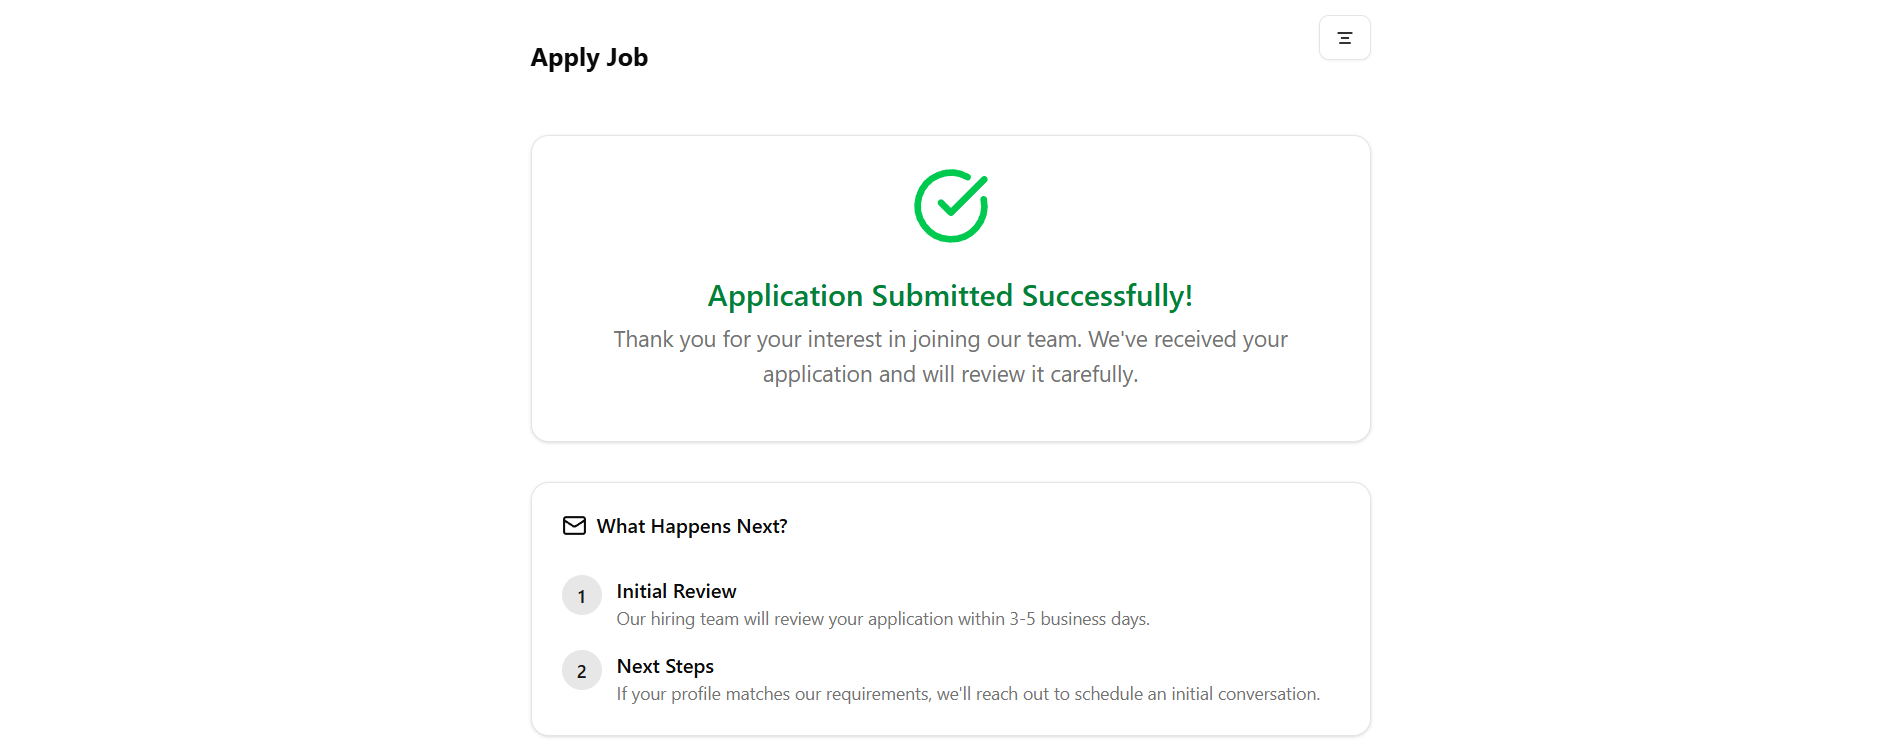 Apply Job
Application Submitted Successfully!
Thank you for your interest in joining our team. We've received your
application and will review it carefully.
What Happens Next?
1
Initial Review
Our hiring team will review your application within 3-5 business days.
2
Next Steps
If your profile matches our requirements, we'll reach out to schedule an initial conversation.